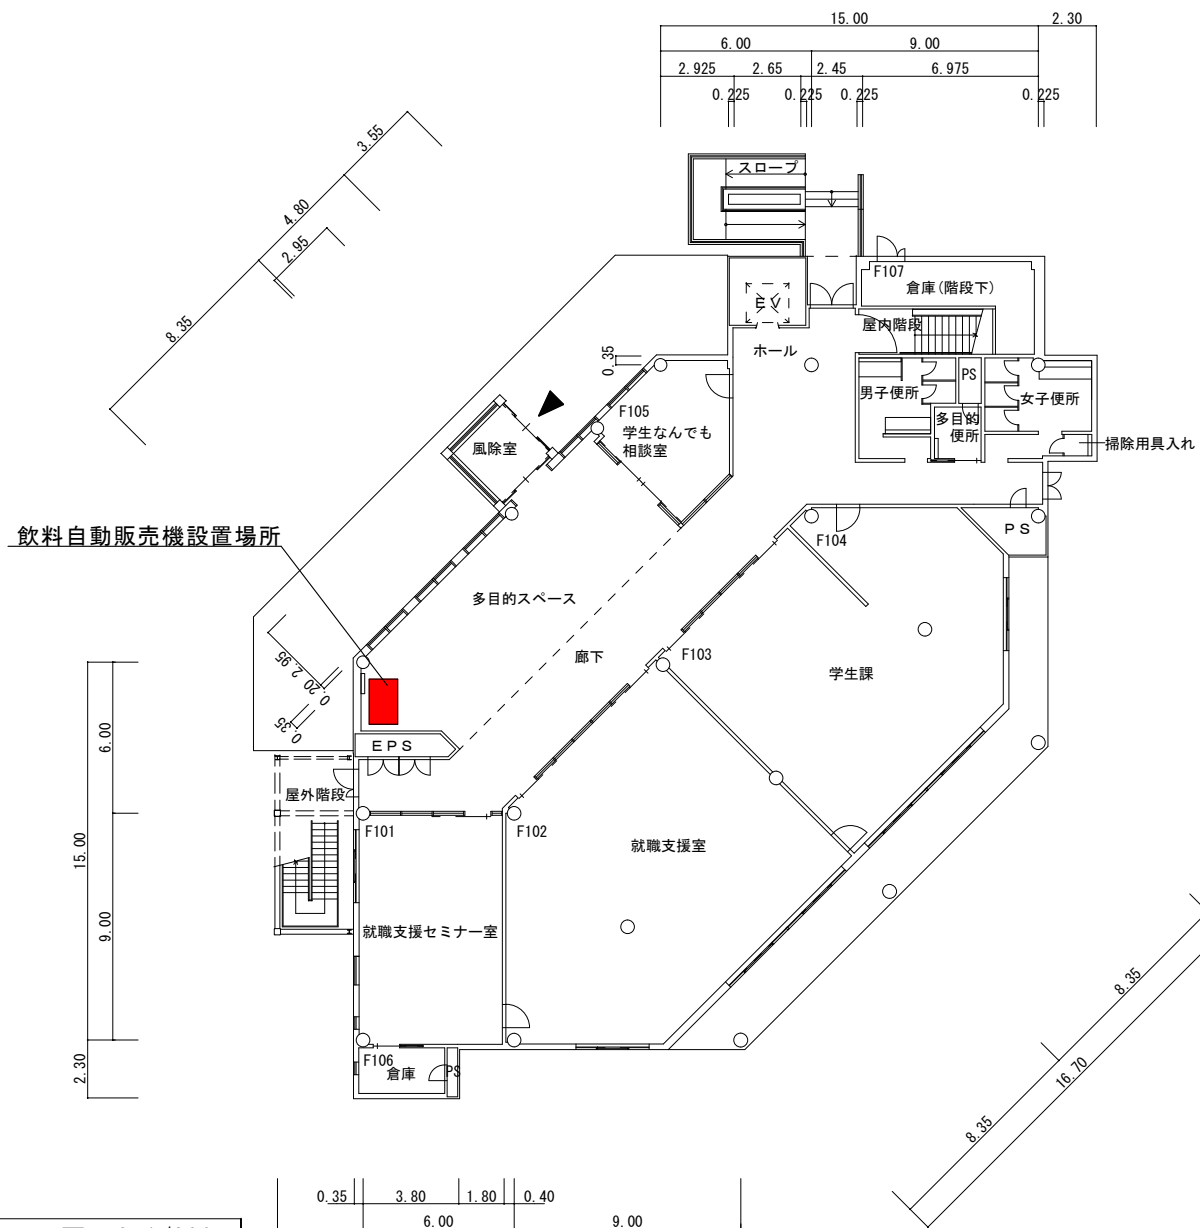 15.00
2.30
6.00
9.00
2.925
2.65
2.45
6.975
0.225
0.225
0.225
0.225
3.55
4.80
2.95
8.35
スロープ
F107
倉庫(階段下)
EV
屋内階段
ホール
0.35
PS
男子便所
女子便所
多目的
便所
掃除用具入れ
F105
学生なんでも
相談室
風除室
飲料自動販売機設置場所
PS
F104
多目的スペース
廊下
F103
学生課
2.95
0.20
0.35
6.00
EPS
屋外階段
F101
F102
就職支援室
15.00
9.00
就職支援セミナー室
8.35
16.70
8.35
F106
倉庫
PS
2.30
0.35
3.80
1.80
0.40
6.00
9.00